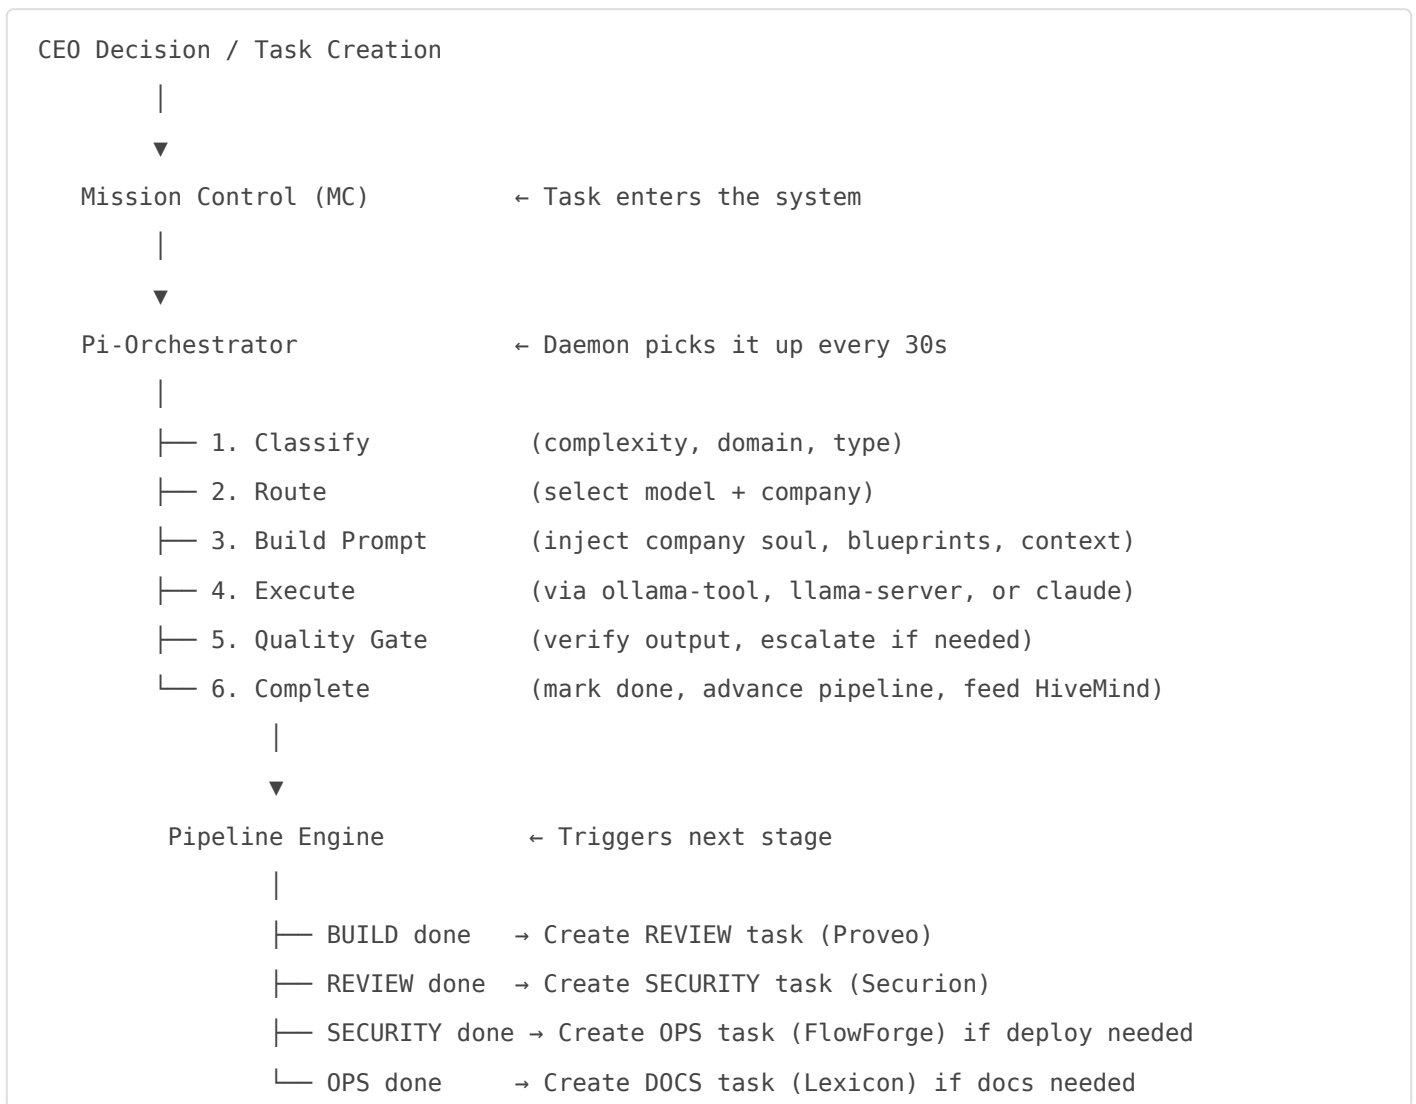 CEO Decision / Task Creation
│
▼
Mission Control (MC)          ← Task enters the system
│
▼
Pi-Orchestrator               ← Daemon picks it up every 30s
│
├── 1. Classify           (complexity, domain, type)
├── 2. Route              (select model + company)
├── 3. Build Prompt       (inject company soul, blueprints, context)
├── 4. Execute            (via ollama-tool, llama-server, or claude)
├── 5. Quality Gate       (verify output, escalate if needed)
└── 6. Complete           (mark done, advance pipeline, feed HiveMind)
│
▼
Pipeline Engine          ← Triggers next stage
│
├── BUILD done   → Create REVIEW task (Proveo)
├── REVIEW done  → Create SECURITY task (Securion)
├── SECURITY done → Create OPS task (FlowForge) if deploy needed
└── OPS done     → Create DOCS task (Lexicon) if docs needed